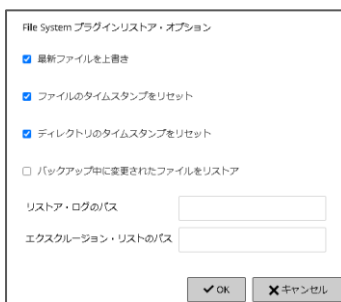 File System プラグインリストア・オプション
最新ファイルを上書き
ファイルのタイムスタンプをリセット
ディレクトリのタイムスタンプをリセット
バックアップ中に変更されたファイルをリストア
リストア・ログのパス
エクスクルージョン・リストのパス
OK キャンセル